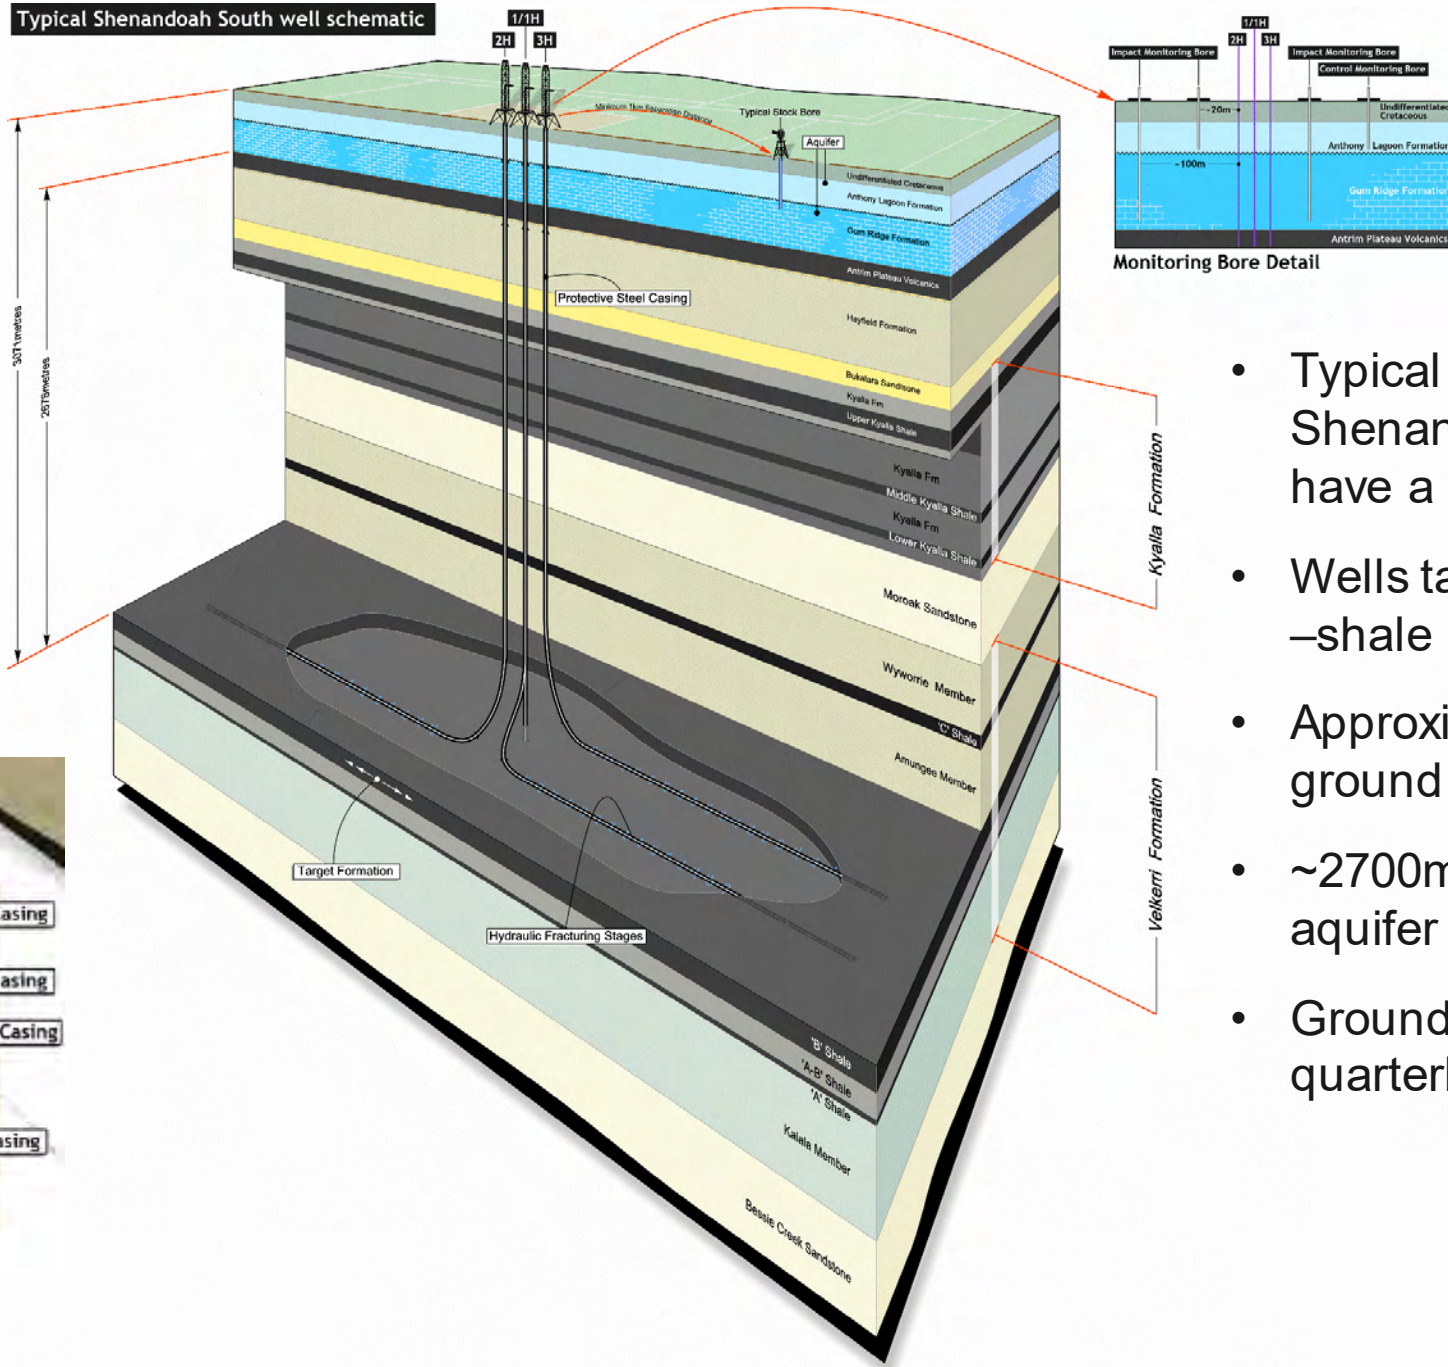 Typical Shenandoah South well schematic
1/1H
2H
3H
Minimum 1km Separation Distance
Typical Stock Bore
Aquifer
Undifferentiated Cretaceous
Anthony Lagoon Formation
Gum Ridge Formation
Antrim Plateau Volcanics
Protective Steel Casing
Hayfield Formation
Bukalara Sandstone
Kyalla Fm
Upper Kyalla Shale
Kyalla Fm
Middle Kyalla Shale
Kyalla Fm
Lower Kyalla Shale
Moroak Sandstone
Wyworrie Member
'C' Shale
Amungee Member
Target Formation
Hydraulic Fracturing Stages
'B' Shale
'A-B' Shale
'A' Shale
Kalala Member
Bessie Creek Sandstone
3071metres
2678metres
Kyalla Formation
Velkerri Formation
1/1H
2H
3H
Impact Monitoring Bore
Impact Monitoring Bore
Control Monitoring Bore
~20m
~100m
Undifferentiated
Cretaceous
Anthony Lagoon Formation
Gum Ridge Formation
Antrim Plateau Volcanics
Monitoring Bore Detail
• Typical
Shenan
have a
• Wells ta
–shale
• Approxi
ground
• ~2700m
aquifer
• Ground
quarterl
asing
asing
Casing
asing